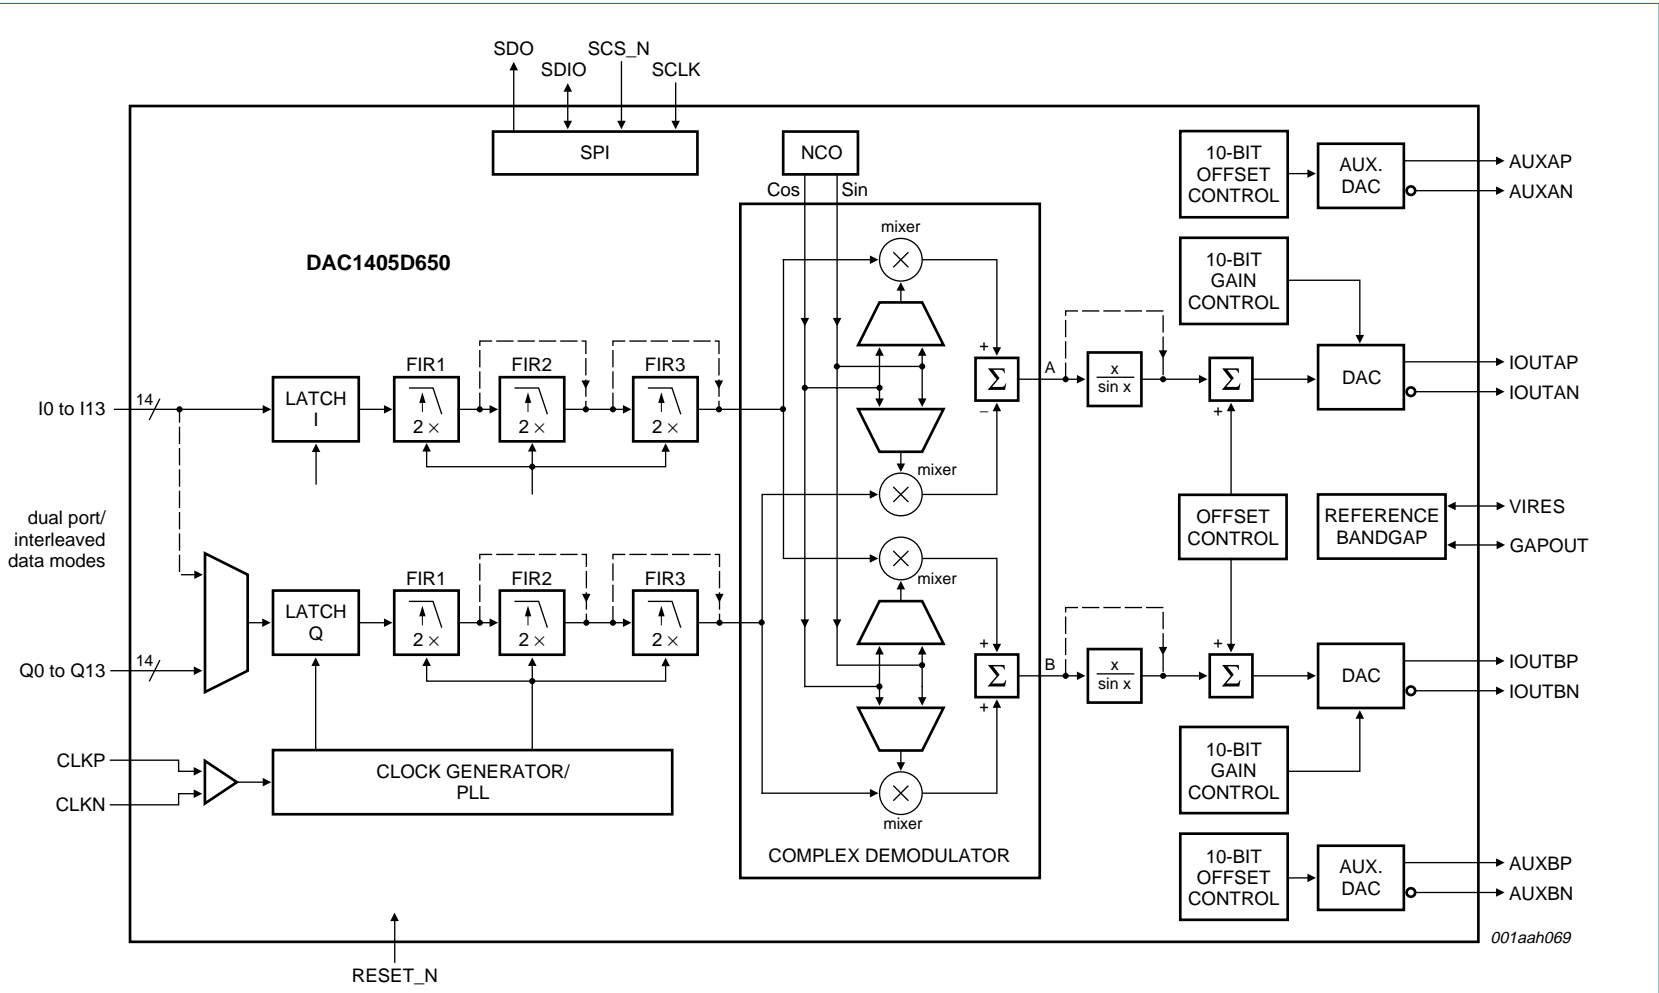 SDO
SDIO
SCS_N
SCLK
SPI
NCO
Cos
Sin
DAC1405D650
mixer
10-BIT
OFFSET
CONTROL
AUX.
DAC
AUXAP
AUXAN
10-BIT
GAIN
CONTROL
I0 to I13
14
LATCH
I
FIR1
2 ×
FIR2
2 ×
FIR3
2 ×
+
Σ
−
A
x
sin x
Σ
+
DAC
IOUTAP
IOUTAN
mixer
dual port/
interleaved
data modes
OFFSET
CONTROL
REFERENCE
BANDGAP
VIRES
GAPOUT
mixer
Q0 to Q13
14
LATCH
Q
FIR1
2 ×
FIR2
2 ×
FIR3
2 ×
+
Σ
+
B
x
sin x
+
Σ
DAC
IOUTBP
IOUTBN
CLKP
CLKN
CLOCK GENERATOR/
PLL
mixer
10-BIT
GAIN
CONTROL
COMPLEX DEMODULATOR
10-BIT
OFFSET
CONTROL
AUX.
DAC
AUXBP
AUXBN
RESET_N
001aah069